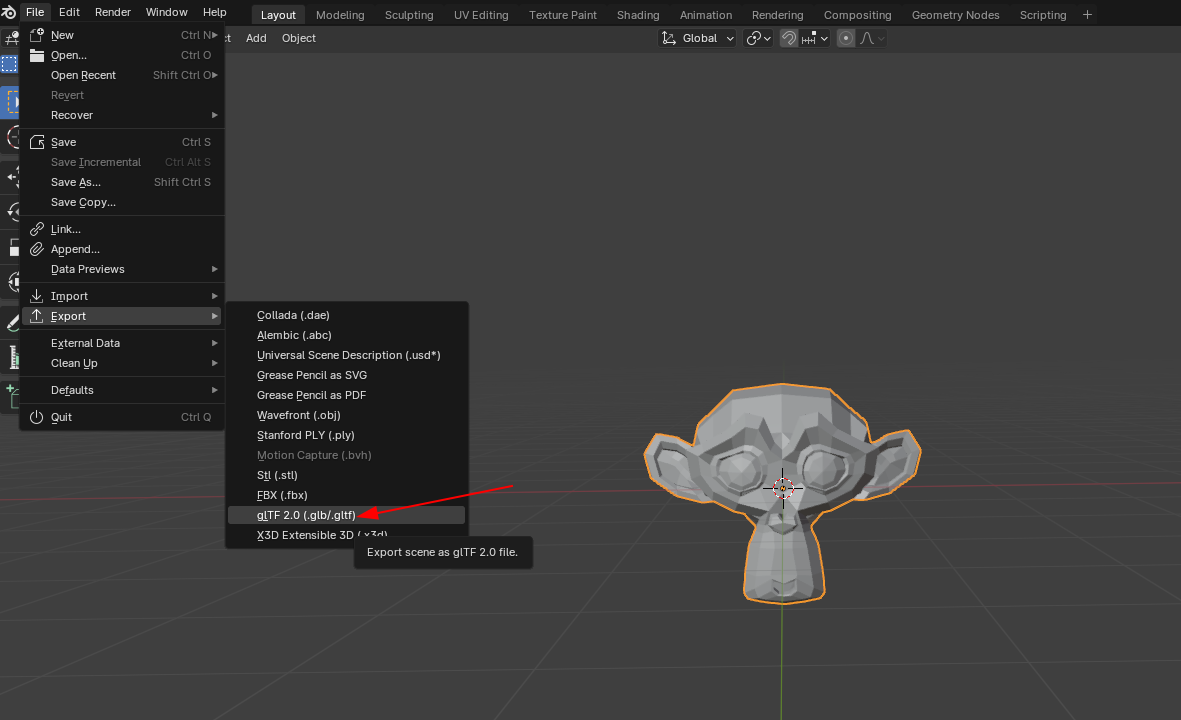 File Edit Render Window Help Layout Modeling Sculpting UV Editing Texture Paint Shading Animation Rendering Compositing Geometry Nodes Scripting +
Add Object Global
New Ctrl N
Open... Ctrl O
Open Recent Shift Ctrl O
Revert
Recover
Save Ctrl S
Save Incremental Ctrl Alt S
Save As... Shift Ctrl S
Save Copy...
Link...
Append...
Data Previews
Import
Export
External Data
Clean Up
Defaults
Quit Ctrl Q
Collada (.dae)
Alembic (.abc)
Universal Scene Description (.usd*)
Grease Pencil as SVG
Grease Pencil as PDF
Wavefront (.obj)
Stanford PLY (.ply)
Motion Capture (.bvh)
Stl (.stl)
FBX (.fbx)
glTF 2.0 (.glb/.gltf)
X3D Extensible 3D (.x3d)
Export scene as glTF 2.0 file.